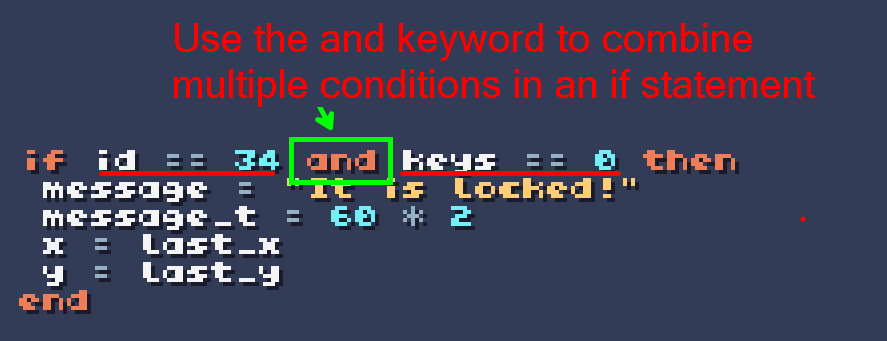 Use the and keyword to combine
multiple conditions in an if statement
if id == 34 and keys == 0 then
message = "It is locked!"
message_t = 60 * 2
x = last_x
y = last_y
end